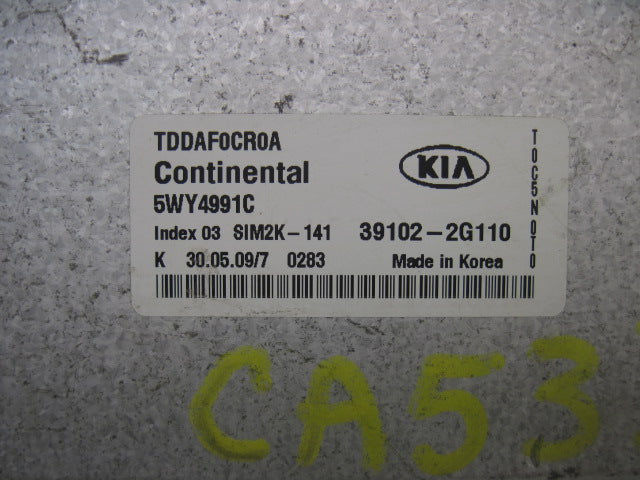 TDDAF0CR0A
Continental
KIA
5WY4991C
Index 03 SIM2K-141 39102-2G110
K 30.05.09/7 0283 Made in Korea
T0C5N0T0
CA53